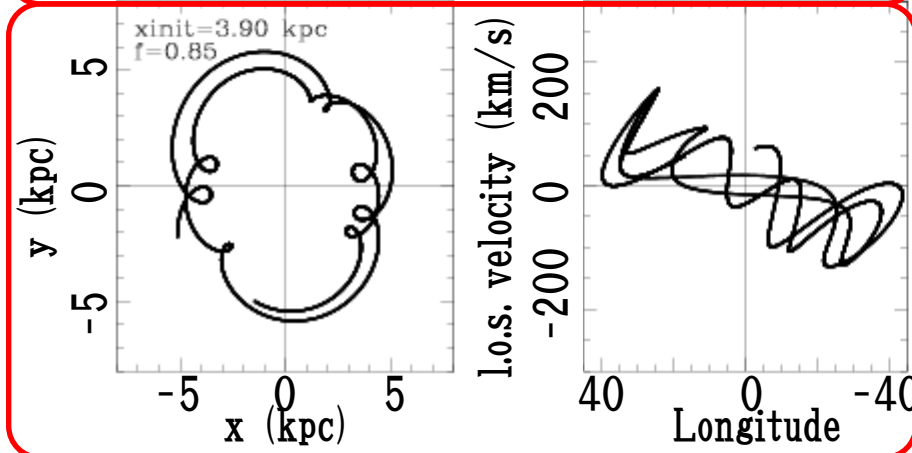 xinit=3.90 kpc
f=0.85
y (kpc)
5
0
-5
-5 0 5
x (kpc)
l.o.s. velocity (km/s)
200
0
-200
40 0 -40
Longitude